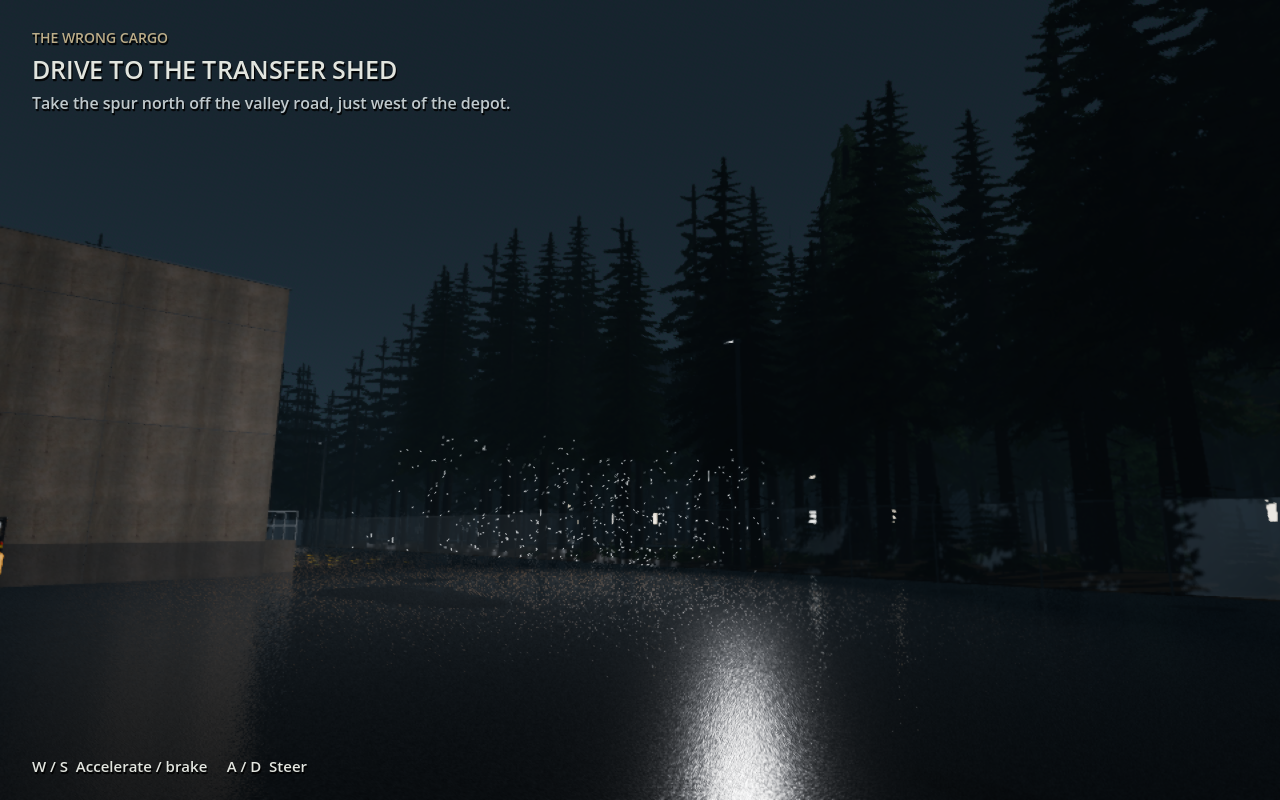 THE WRONG CARGO
DRIVE TO THE TRANSFER SHED
Take the spur north off the valley road, just west of the depot.
W / S Accelerate / brake A / D Steer